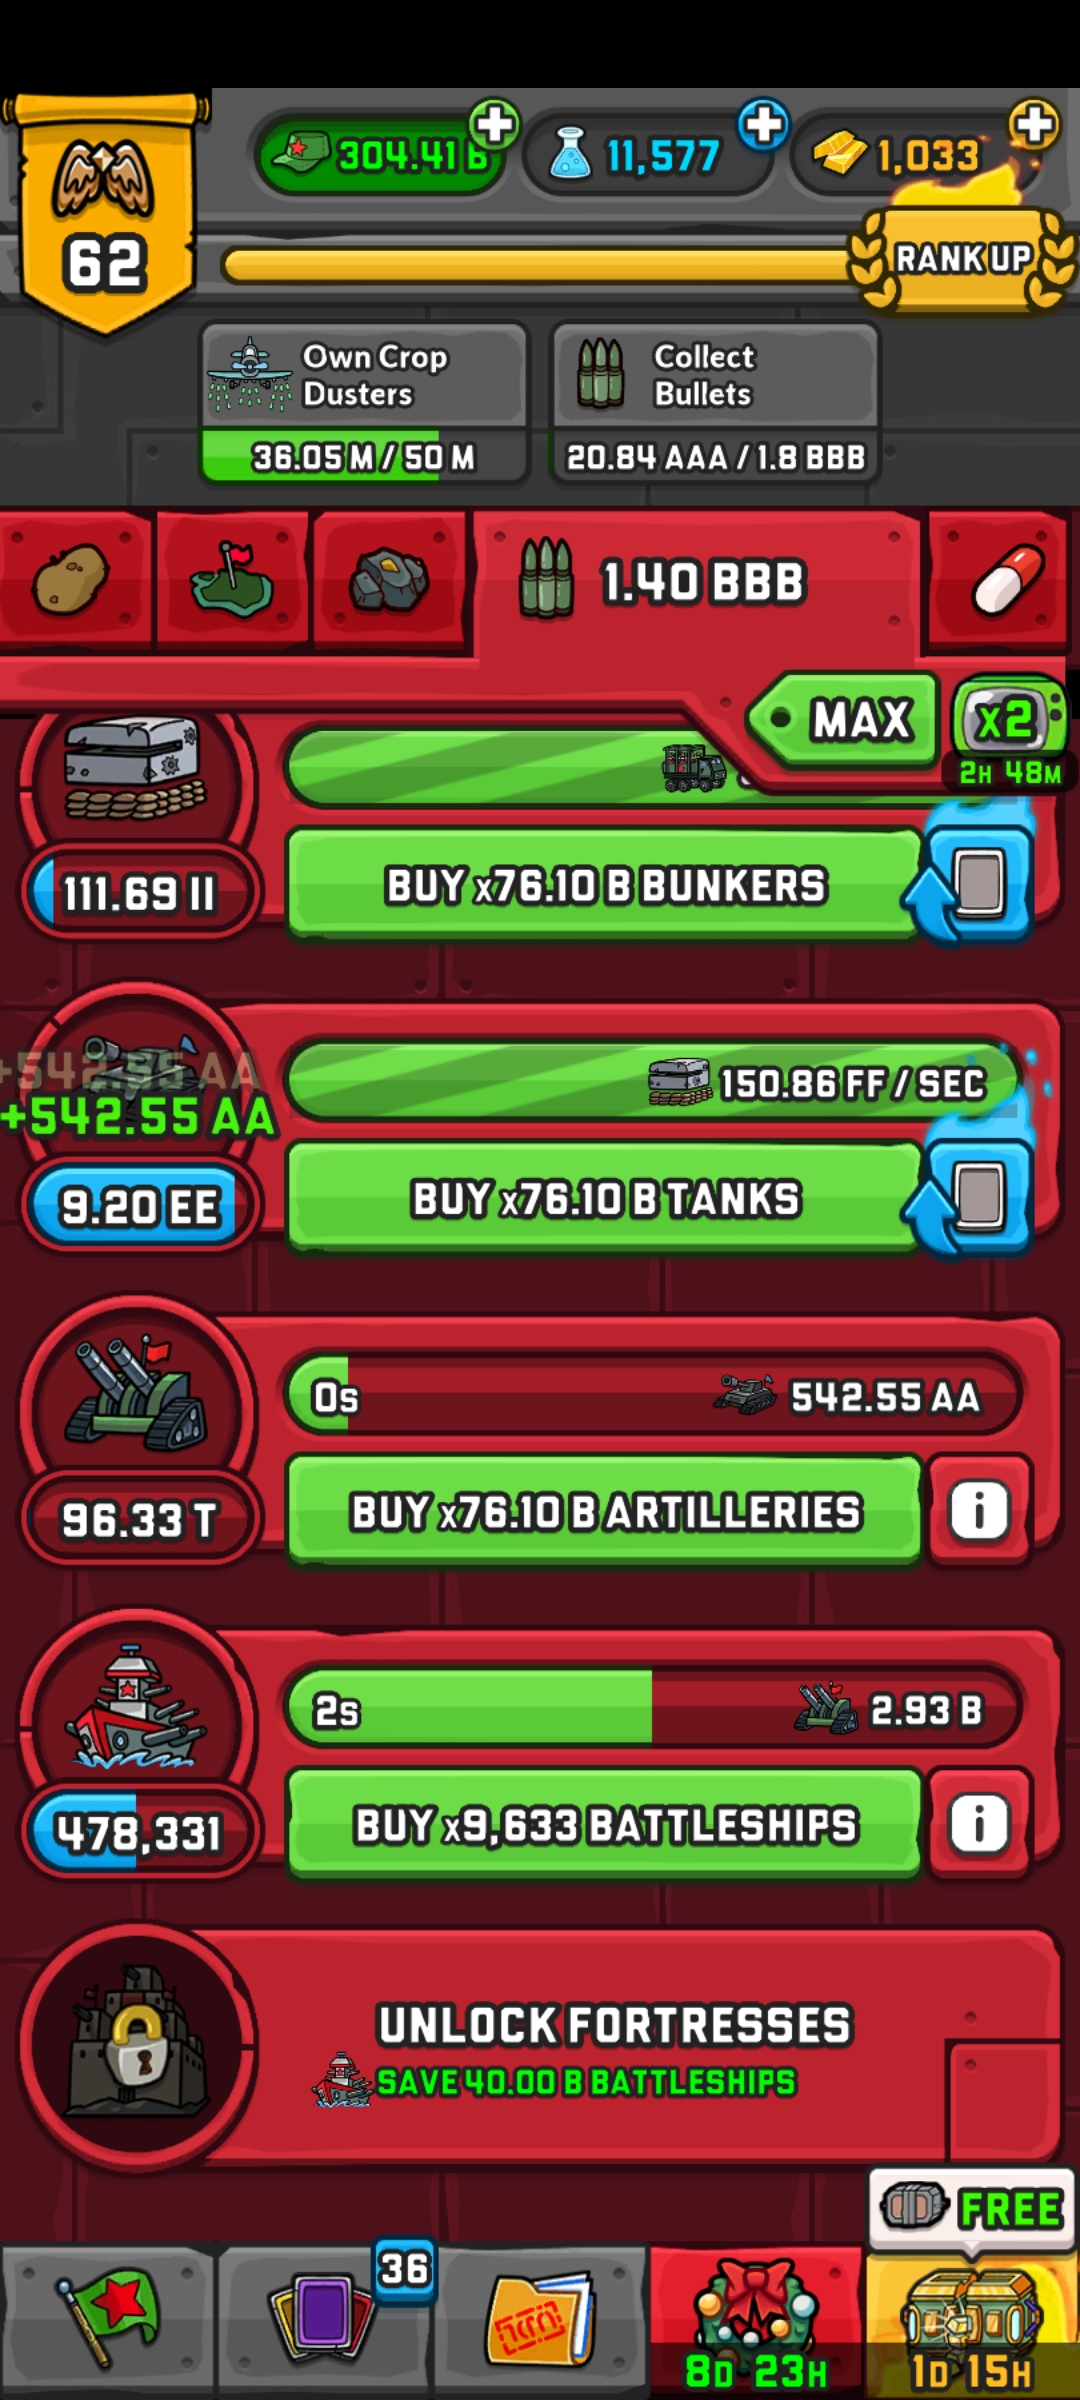 304.41 B
11,577
1,033
62
RANK UP
Own Crop
Dusters
36.05 M / 50 M
Collect
Bullets
20.84 AAA / 1.8 BBB
1.40 BBB
MAX
x2
2H 48M
111.69 II
BUY x76.10 B BUNKERS
+542.55 AA
+542.55 AA
150.86 FF / SEC
9.20 EE
BUY x76.10 B TANKS
0s
542.55 AA
96.33 T
BUY x76.10 B ARTILLERIES
i
2s
2.93 B
478,331
BUY x9,633 BATTLESHIPS
i
UNLOCK FORTRESSES
SAVE 40.00 B BATTLESHIPS
FREE
36
8D 23H
1D 15H